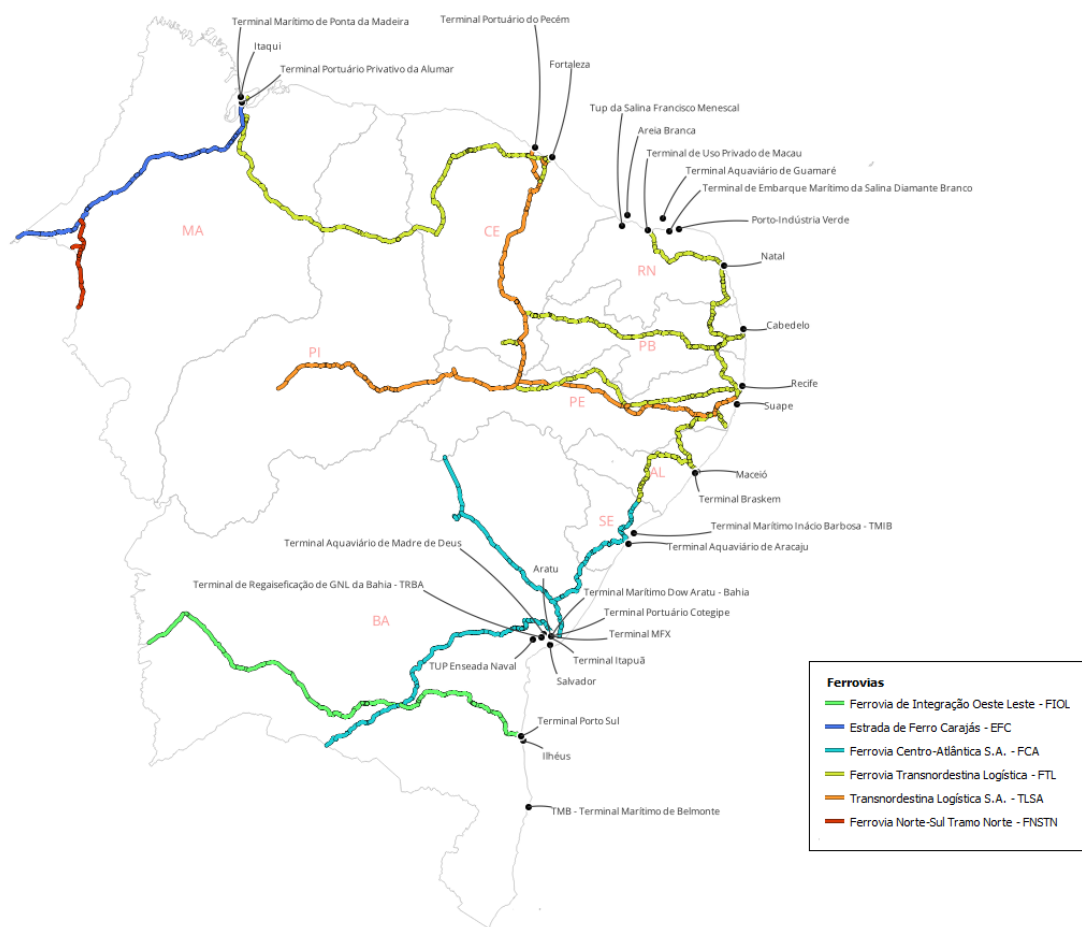 Terminal Marítimo de Ponta da Madeira
Terminal Portuário do Pecém
Itaqui
Terminal Portuário Privativo da Alumar
Fortaleza
Tup da Salina Francisco Menescal
Areia Branca
Terminal de Uso Privado de Macau
Terminal Aquaviário de Guamaré
Terminal de Embarque Marítimo da Salina Diamante Branco
Porto-Indústria Verde
MA
CE
RN
Natal
Cabedelo
PI
PB
Recife
PE
Suape
AL
Maceió
Terminal Braskem
SE
Terminal Marítimo Inácio Barbosa - TMIB
Terminal Aquaviário de Madre de Deus
Terminal Aquaviário de Aracaju
Aratu
Terminal de Regaiseficação de GNL da Bahia - TRBA
Terminal Marítimo Dow Aratu - Bahia
Terminal Portuário Cotegipe
BA
Terminal MFX
TUP Enseada Naval
Terminal Itapuã
Salvador
Terminal Porto Sul
Ilhéus
TMB - Terminal Marítimo de Belmonte
Ferrovias
Ferrovia de Integração Oeste Leste - FIOL
Estrada de Ferro Carajás - EFC
Ferrovia Centro-Atlântica S.A. - FCA
Ferrovia Transnordestina Logística - FTL
Transnordestina Logística S.A. - TLSA
Ferrovia Norte-Sul Tramo Norte - FNSTN